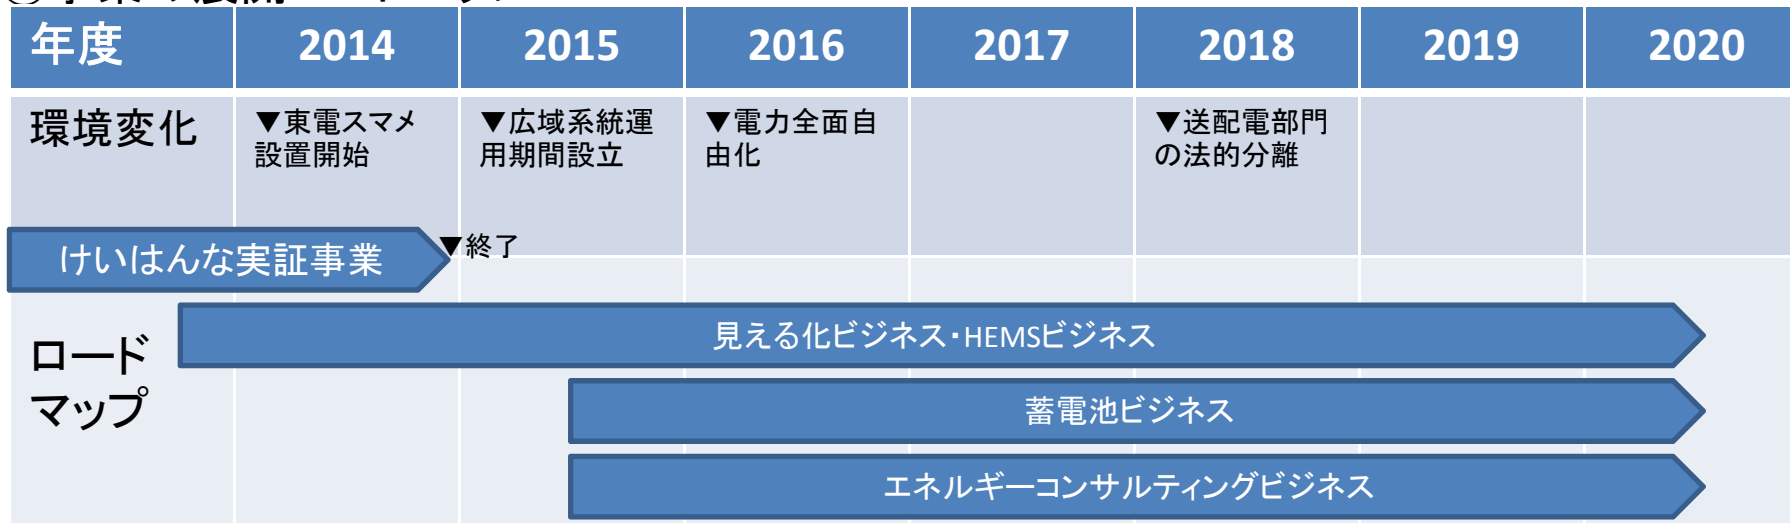 年度 2014 2015 2016 2017 2018 2019 2020
環境変化
▼東電スマメ
設置開始
▼広域系統運
用期間設立
▼電力全面自
由化
▼送配電部門
の法的分離
けいはんな実証事業
▼終了
ロード
マップ
見える化ビジネス・HEMSビジネス
蓄電池ビジネス
エネルギーコンサルティングビジネス